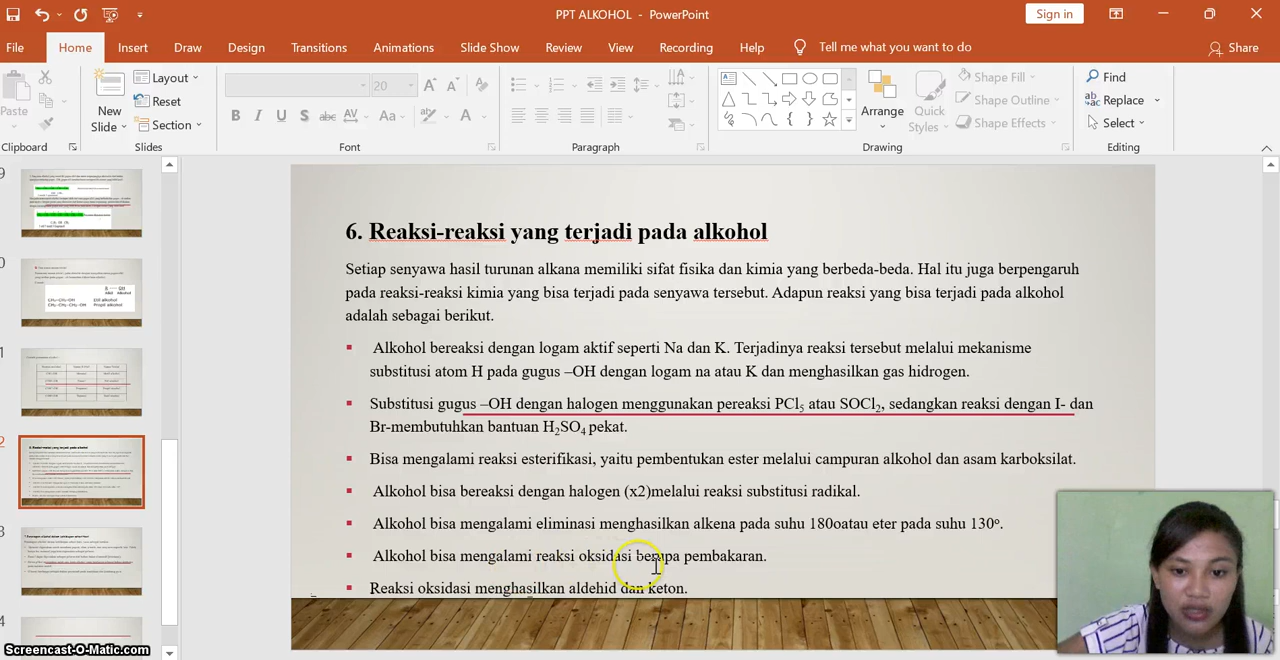 PPT ALKOHOL - PowerPoint
Sign in
File Home Insert Draw Design Transitions Animations Slide Show Review View Recording Help Tell me what you want to do Share
Paste
New Slide
Layout
Reset
Section
20
B I U S abc AV Aa A
Arrange
Quick Styles
Shape Fill
Shape Outline
Shape Effects
Find
Replace
Select
Clipboard Slides Font Paragraph Drawing Editing
9
0
1
2
3
4
6. Reaksi-reaksi yang terjadi pada alkohol
Setiap senyawa hasil turunan alkana memiliki sifat fisika dan kimia yang berbeda-beda. Hal itu juga berpengaruh
pada reaksi-reaksi kimia yang bisa terjadi pada senyawa tersebut. Adapun reaksi yang bisa terjadi pada alkohol
adalah sebagai berikut.
Alkohol bereaksi dengan logam aktif seperti Na dan K. Terjadinya reaksi tersebut melalui mekanisme
substitusi atom H pada gugus –OH dengan logam na atau K dan menghasilkan gas hidrogen.
Substitusi gugus –OH dengan halogen menggunakan pereaksi PCl₅ atau SOCl₂, sedangkan reaksi dengan I- dan
Br-membutuhkan bantuan H₂SO₄ pekat.
Bisa mengalami reaksi esterifikasi, yaitu pembentukan ester melalui campuran alkohol dan asam karboksilat.
Alkohol bisa bereaksi dengan halogen (x2)melalui reaksi substitusi radikal.
Alkohol bisa mengalami eliminasi menghasilkan alkena pada suhu 180oatau eter pada suhu 130º.
Alkohol bisa mengalami reaksi oksidasi berupa pembakaran.
Reaksi oksidasi menghasilkan aldehid dan keton.
Screencast-O-Matic.com